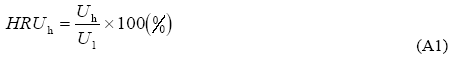 HRU_h = U_h / U_1 × 100(%)
(A1)